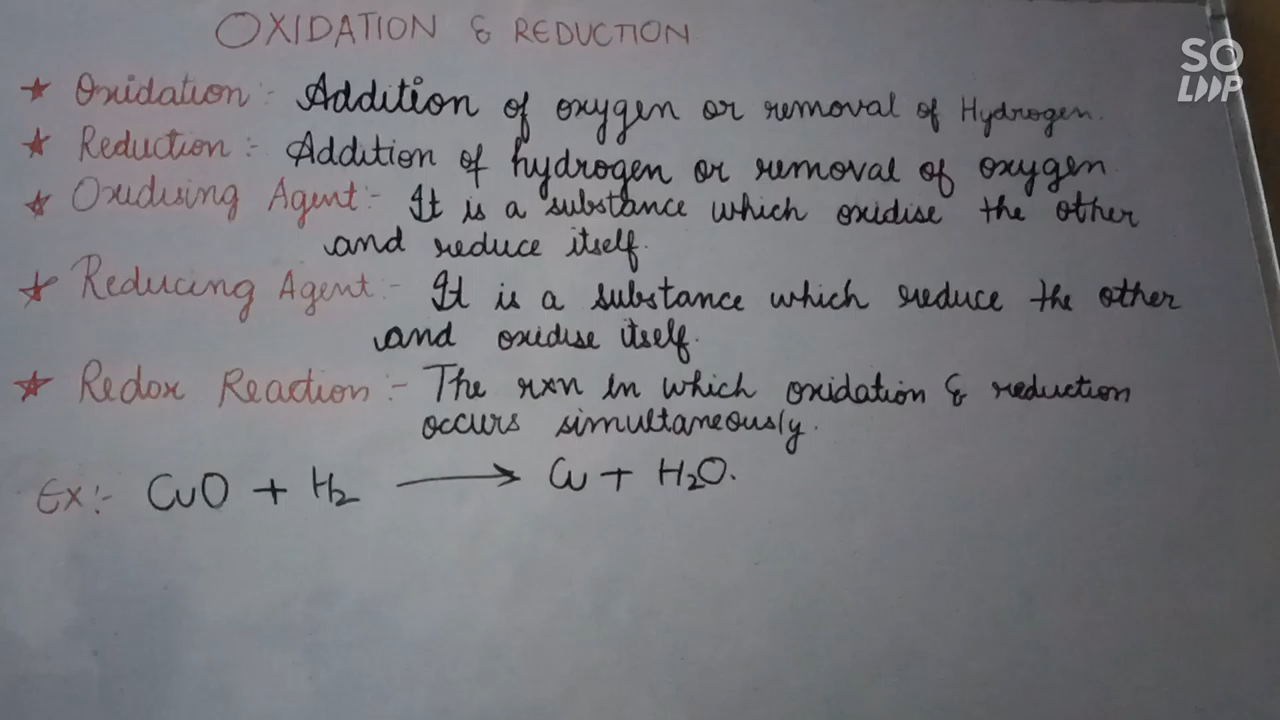 OXIDATION & REDUCTION
SO
LOOP
★ Oxidation:- Addition of oxygen or removal of Hydrogen.
★ Reduction:- Addition of hydrogen or removal of oxygen.
★ Oxidising Agent:- It is a substance which oxidise the other
and reduce itself.
★ Reducing Agent:- It is a substance which reduce the other
and oxidise itself.
★ Redox Reaction:- The rxn in which oxidation & reduction
occurs simultaneously.
Ex:- CuO + H₂ ⟶ Cu + H₂O.